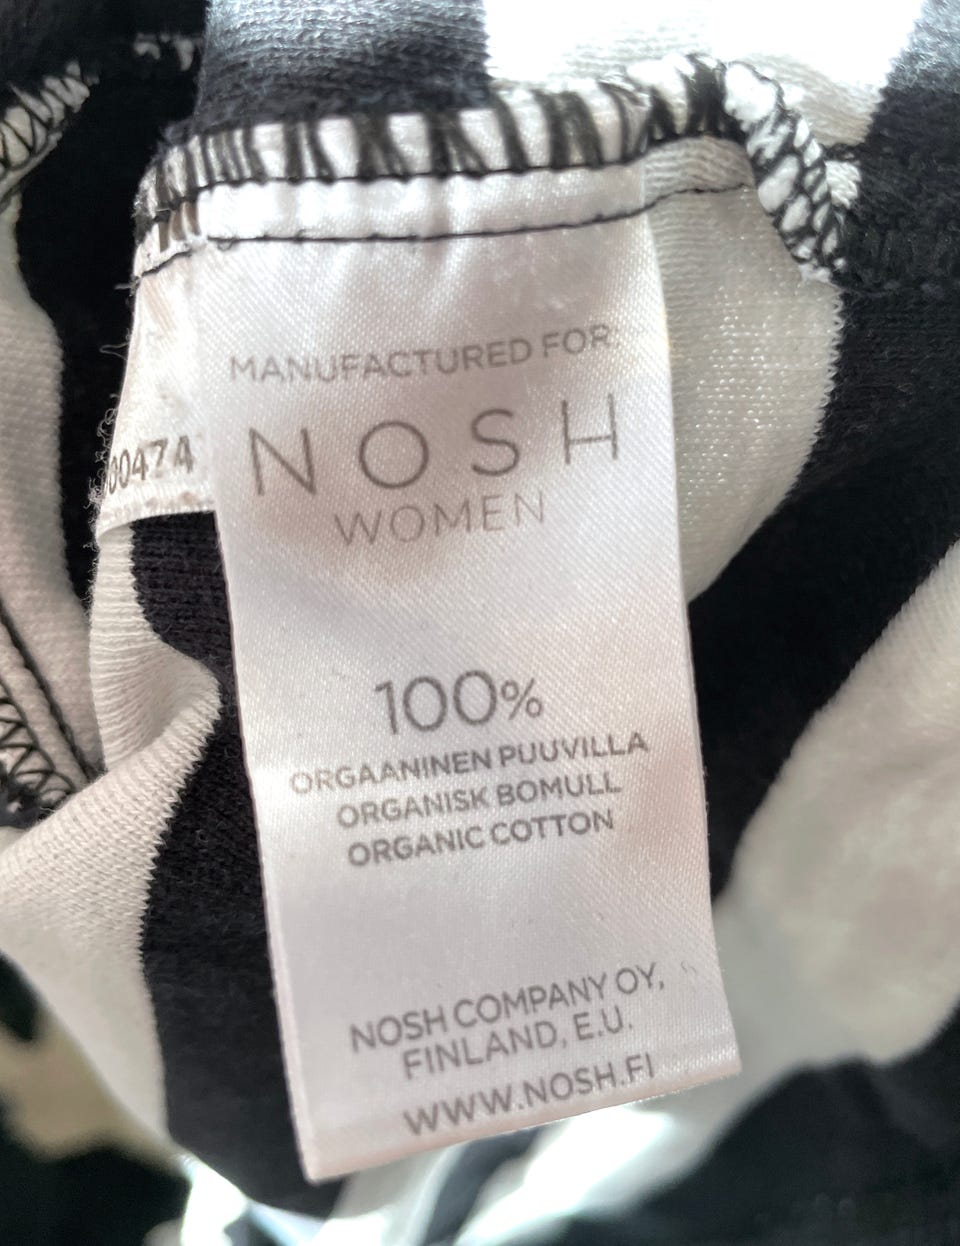 MANUFACTURED FOR
NOSH
WOMEN
100%
ORGAANINEN PUUVILLA
ORGANISK BOMULL
ORGANIC COTTON
NOSH COMPANY OY,
FINLAND, E.U.
WWW.NOSH.FI